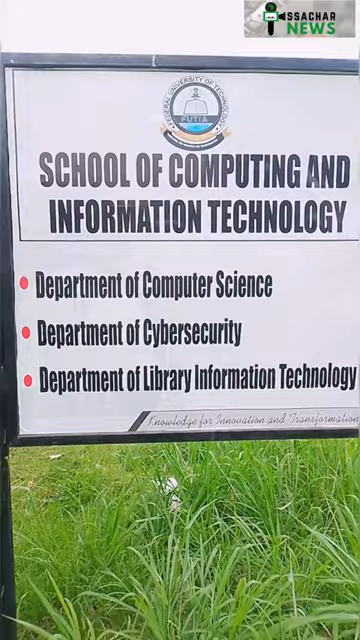 SSACHAR
NEWS
FEDERAL UNIVERSITY OF TECHNOLOGY
FUTIA
SCHOOL OF COMPUTING AND
INFORMATION TECHNOLOGY
Department of Computer Science
Department of Cybersecurity
Department of Library Information Technology
Knowledge for Innovation and Transformation